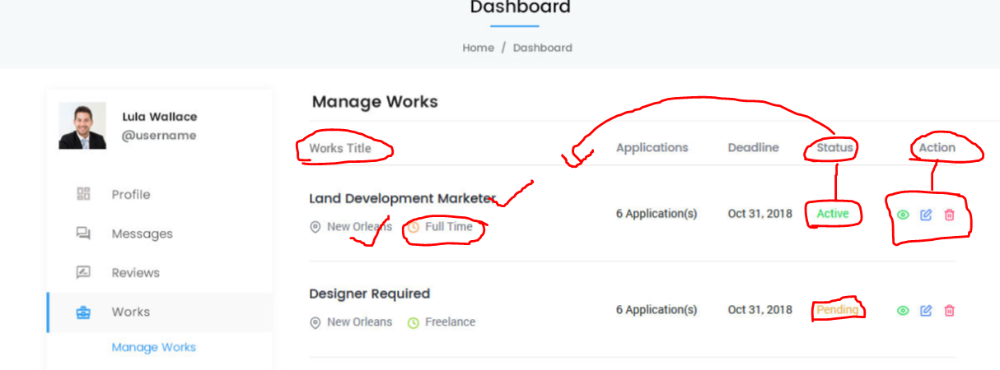 Dashboard
Home / Dashboard
Lula Wallace
@username
Profile
Messages
Reviews
Works
Manage Works
Manage Works
Works Title Applications Deadline Status Action
Land Development Marketer
New Orleans Full Time
6 Application(s) Oct 31, 2018 Active
Designer Required
New Orleans Freelance
6 Application(s) Oct 31, 2018 Pending